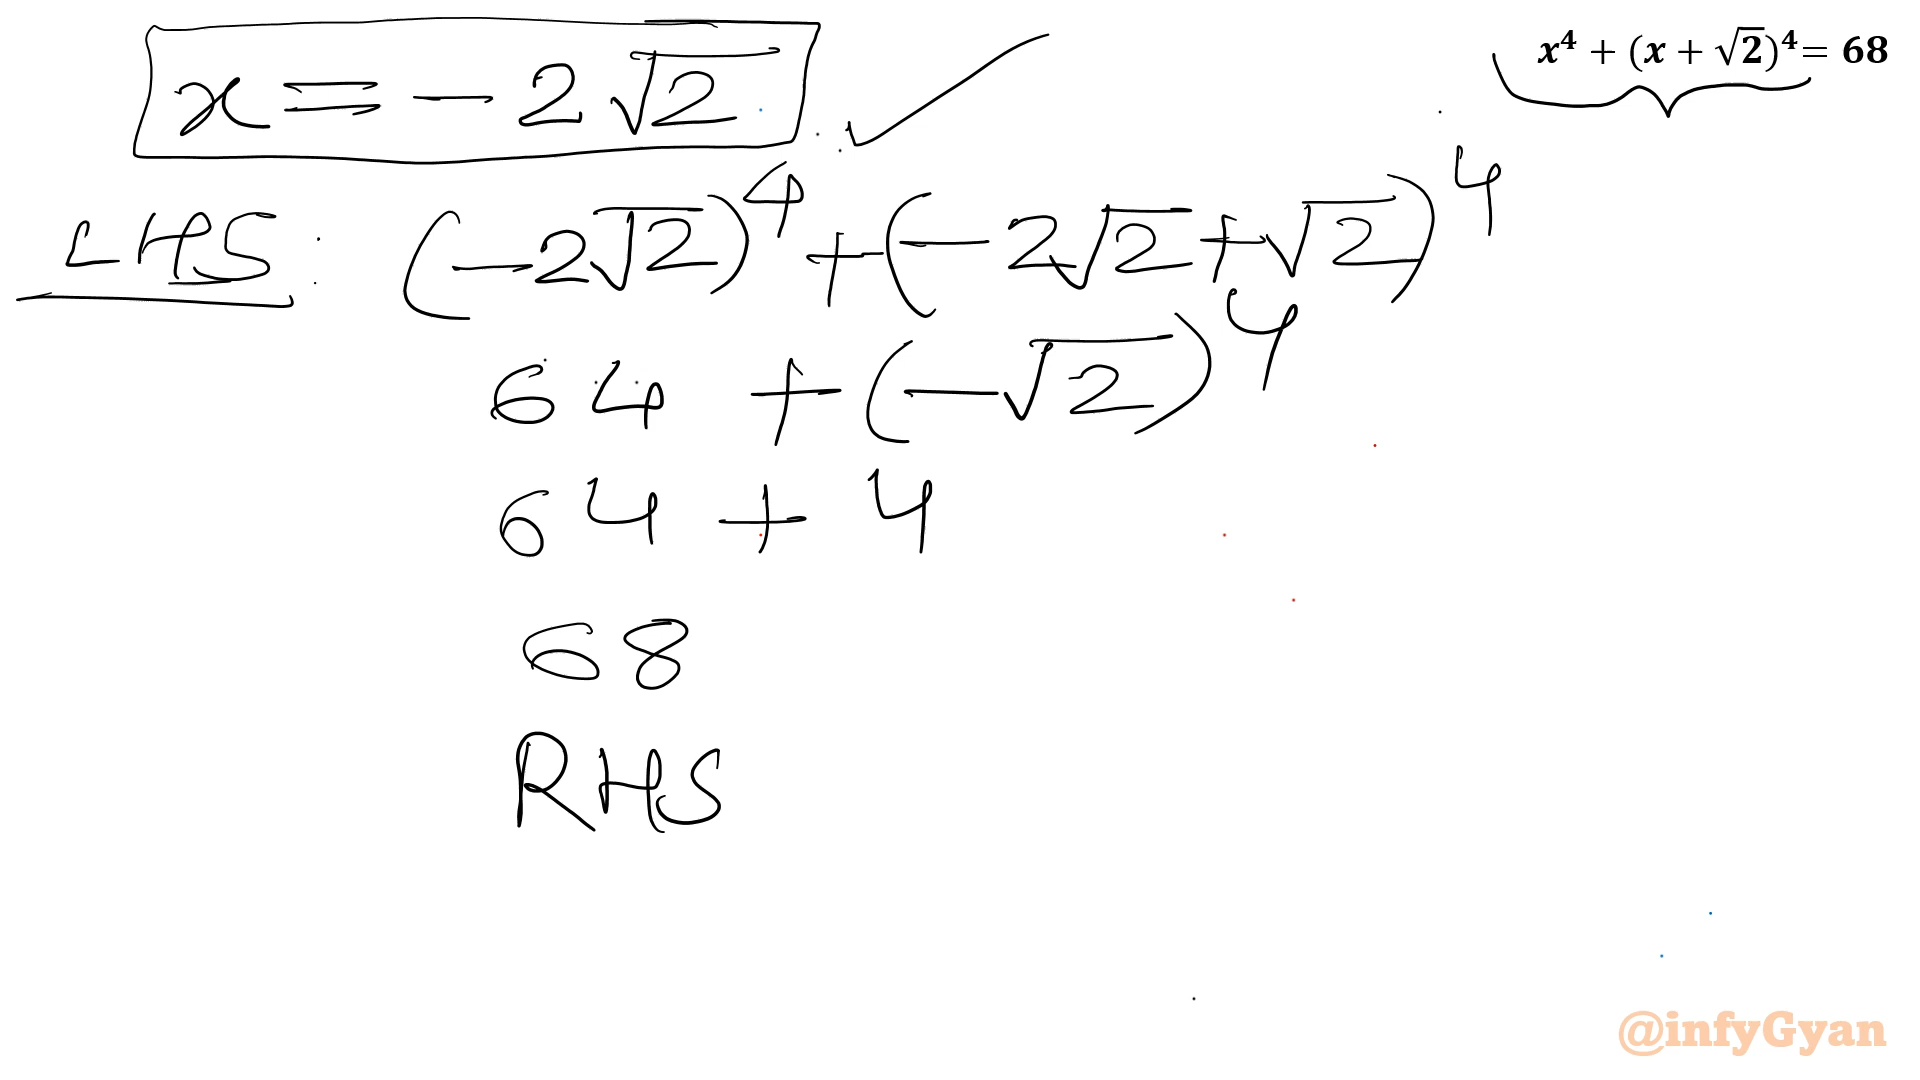 x = - 2√2
x⁴ + (x + √2)⁴= 68
LHS : (-2√2)⁴ + (-2√2+√2)⁴
64 + (-√2)⁴
64 + 4
68
RHS
@infyGyan